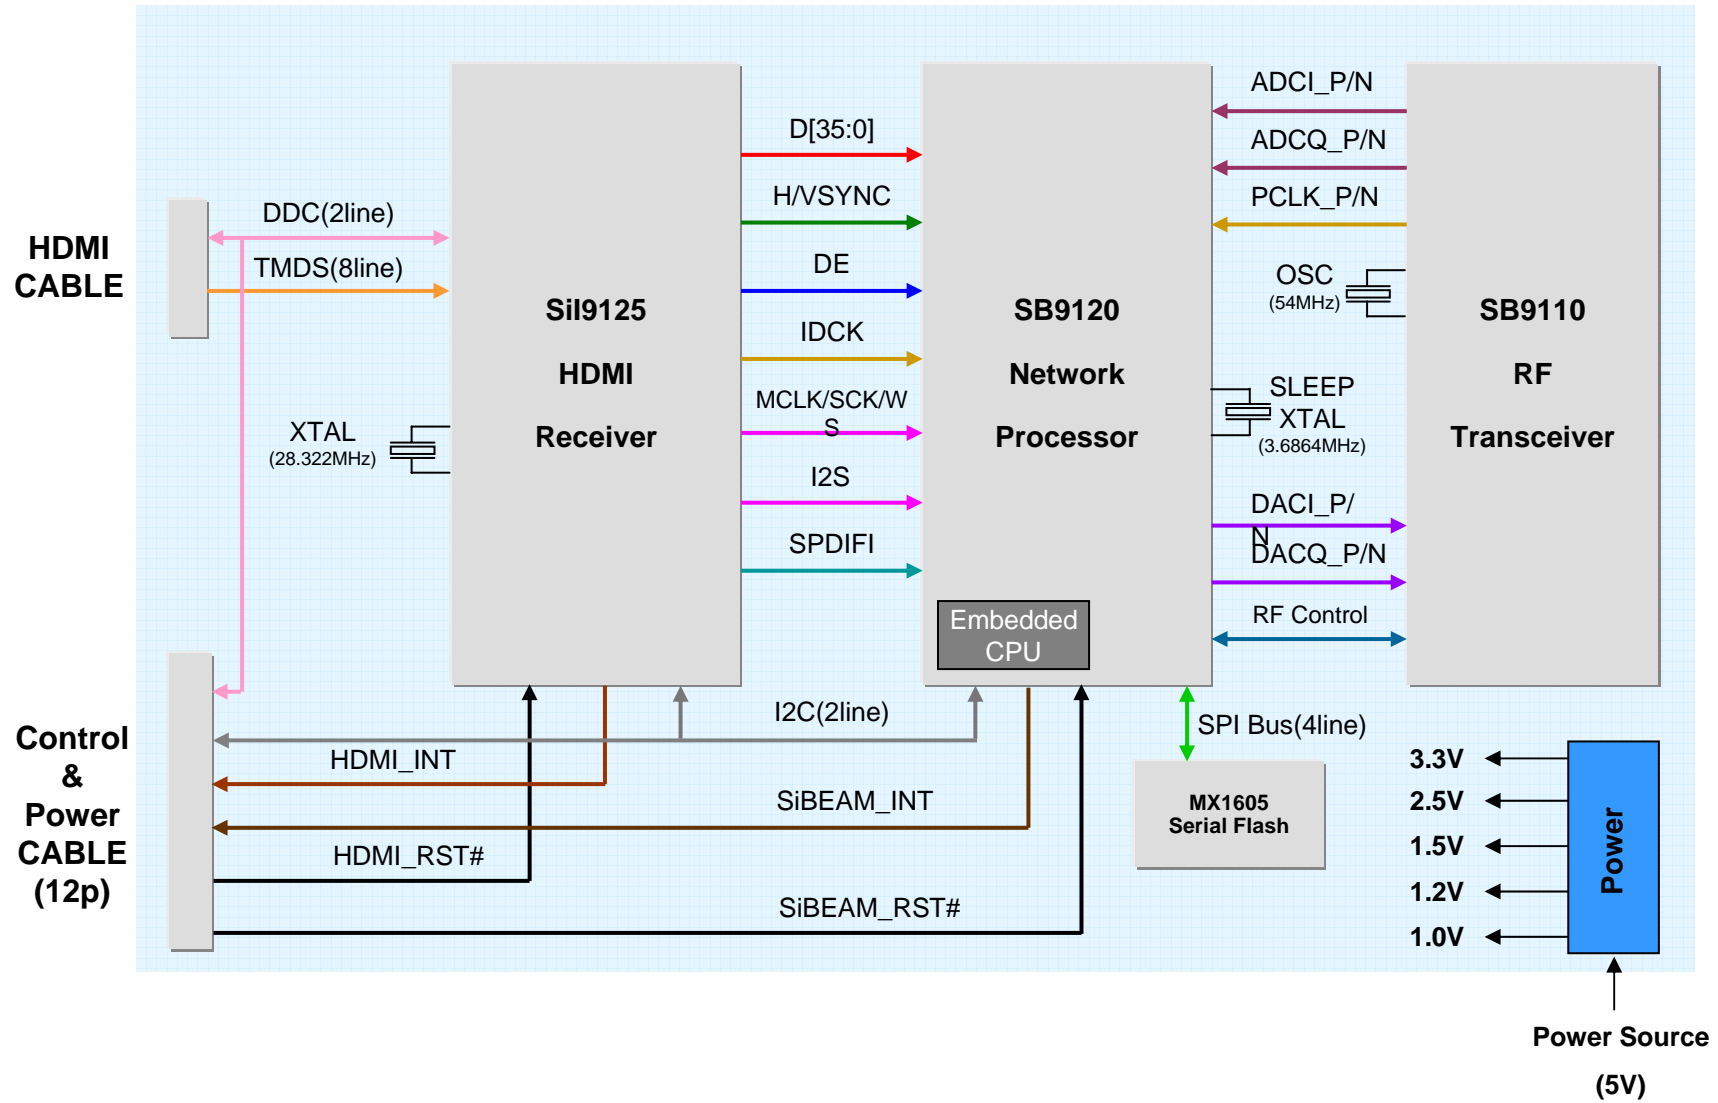 HDMI
CABLE
DDC(2line)
TMDS(8line)
XTAL
(28.322MHz)
SiI9125
HDMI
Receiver
D[35:0]
H/VSYNC
DE
IDCK
MCLK/SCK/W
S
I2S
SPDIFI
SB9120
Network
Processor
Embedded
CPU
ADCI_P/N
ADCQ_P/N
PCLK_P/N
OSC
(54MHz)
SLEEP
XTAL
(3.6864MHz)
DACI_P/
N
DACQ_P/N
RF Control
SB9110
RF
Transceiver
Control
&
Power
CABLE
(12p)
I2C(2line)
HDMI_INT
SiBEAM_INT
HDMI_RST#
SiBEAM_RST#
SPI Bus(4line)
MX1605
Serial Flash
3.3V
2.5V
1.5V
1.2V
1.0V
Power
Power Source
(5V)